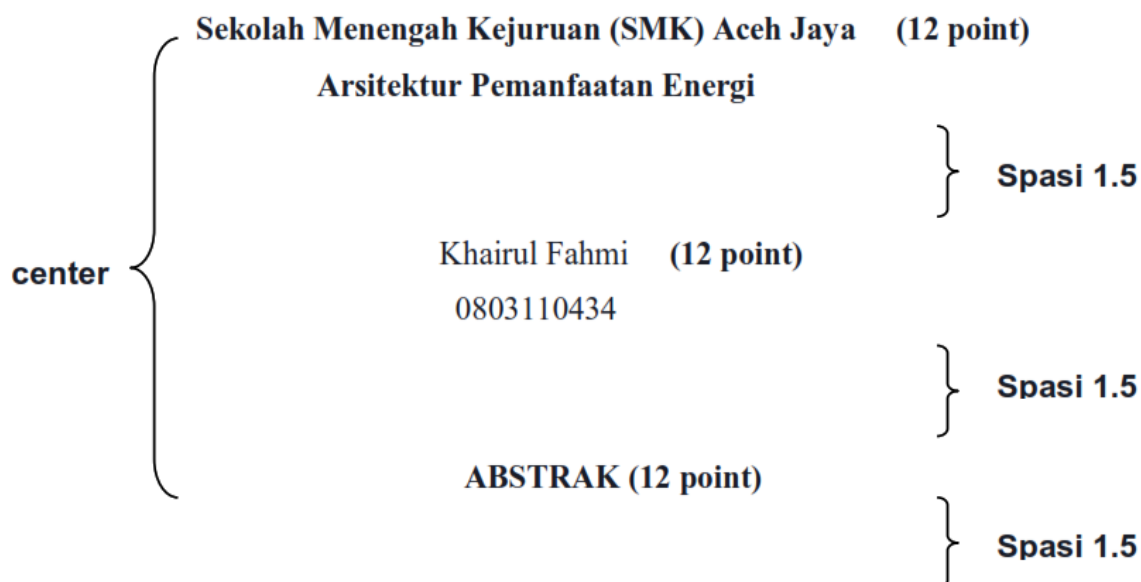 Sekolah Menengah Kejuruan (SMK) Aceh Jaya (12 point)
Arsitektur Pemanfaatan Energi
Spasi 1.5
Khairul Fahmi (12 point)
center
0803110434
Spasi 1.5
ABSTRAK (12 point)
Spasi 1.5